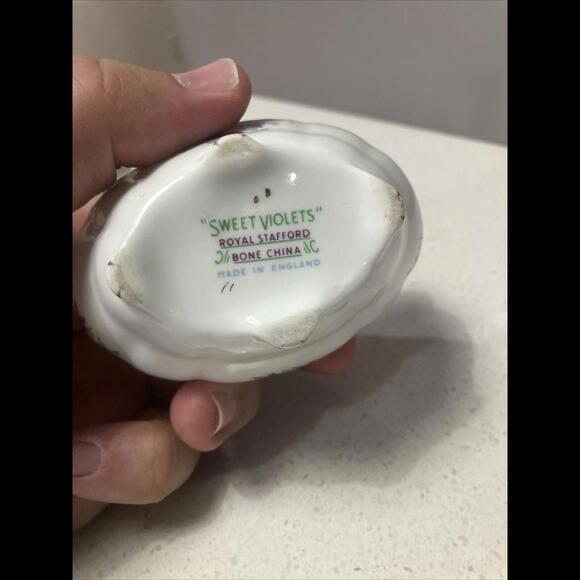 "SWEET VIOLETS"
ROYAL STAFFORD
BONE CHINA
MADE IN ENGLAND